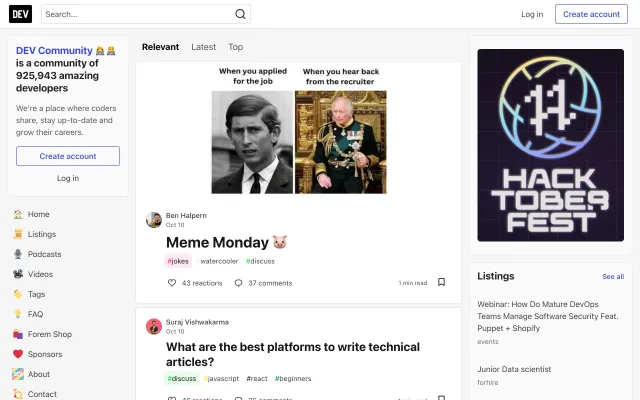 DEV
Search...
Log in
Create account
DEV Community
is a community of
925,943 amazing
developers
We're a place where coders
share, stay up-to-date and
grow their careers.
Create account
Log in
Home
Listings
Podcasts
Videos
Tags
FAQ
Forem Shop
Sponsors
About
Contact
Relevant
Latest
Top
When you applied
for the job
When you hear back
from the recruiter
Ben Halpern
Oct 10
Meme Monday
#jokes #watercooler #discuss
43 reactions
37 comments
1 min read
Suraj Vishwakarma
Oct 10
What are the best platforms to write technical
articles?
#discuss #javascript #react #beginners
HACK
TOBER
FEST
Listings
See all
Webinar: How Do Mature DevOps
Teams Manage Software Security Feat.
Puppet + Shopify
events
Junior Data scientist
forhire